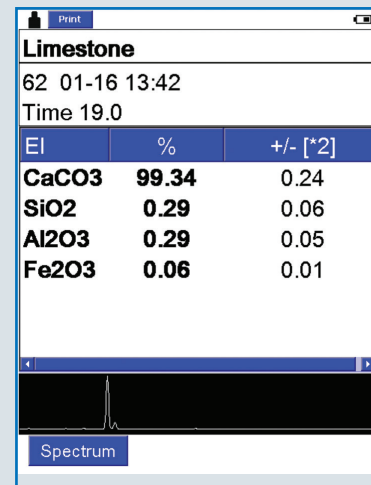 Print
Limestone
62 01-16 13:42
Time 19.0
El % +/- [*2]
CaCO3 99.34 0.24
SiO2 0.29 0.06
Al2O3 0.29 0.05
Fe2O3 0.06 0.01
Spectrum